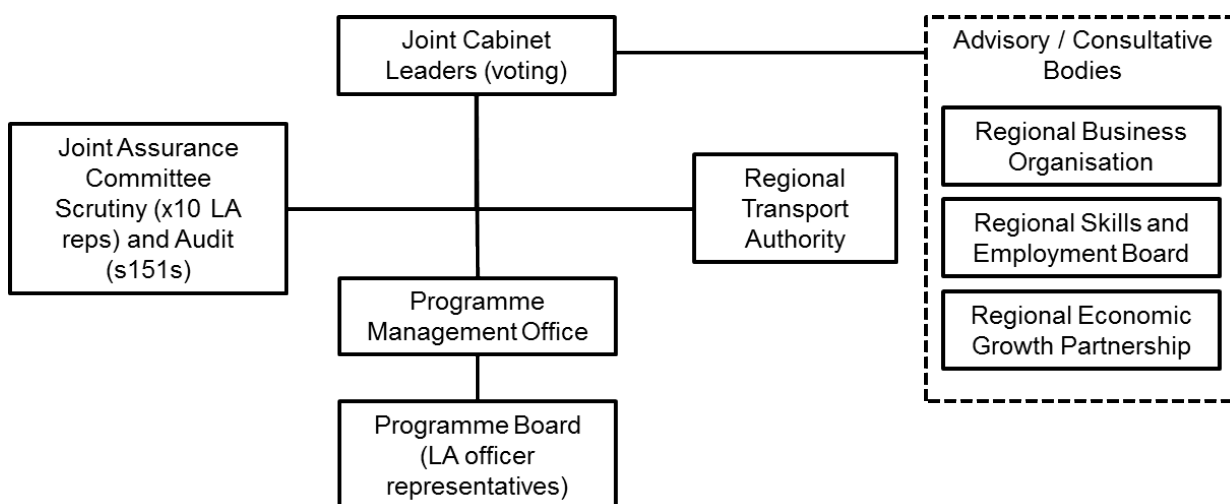 Joint Cabinet
Leaders (voting)
Advisory / Consultative
Bodies
Joint Assurance
Committee
Scrutiny (x10 LA
reps) and Audit
(s151s)
Regional
Transport
Authority
Regional Business
Organisation
Regional Skills and
Employment Board
Regional Economic
Growth Partnership
Programme
Management Office
Programme Board
(LA officer
representatives)